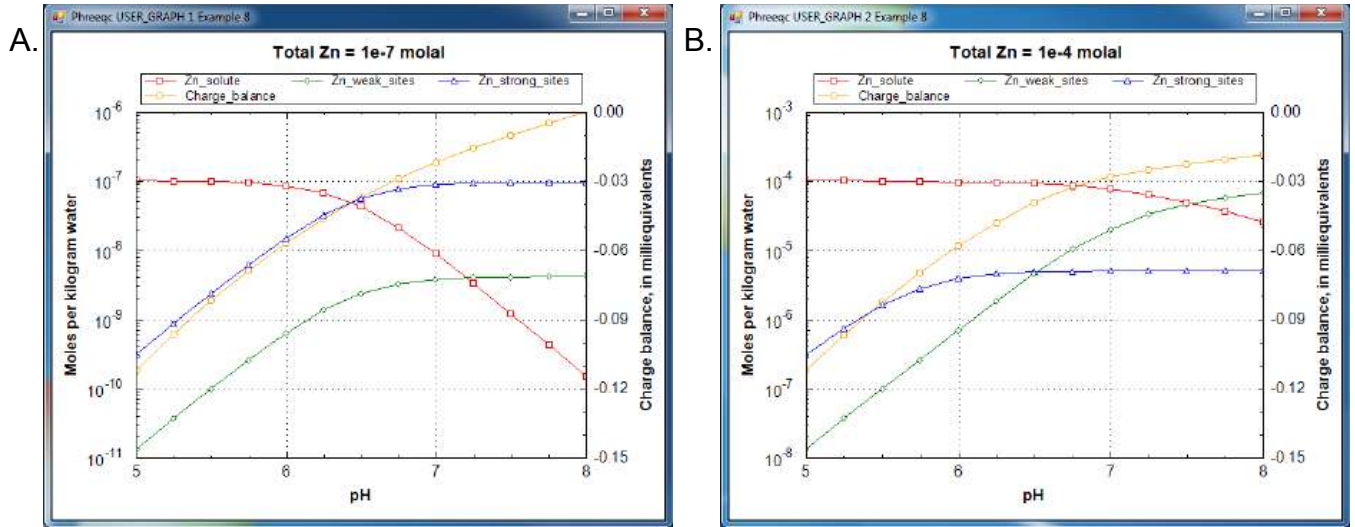 A.
Phreeqc USER_GRAPH 1 Example 8
Total Zn = 1e-7 molal
Zn_solute Zn_weak_sites Zn_strong_sites
Charge_balance
10-6
10-7
10-8
10-9
10-10
10-11
Moles per kilogram water
0.00
-0.03
-0.06
-0.09
-0.12
-0.15
Charge balance, in milliequivalents
5 6 7 8
pH
B.
Phreeqc USER_GRAPH 2 Example 8
Total Zn = 1e-4 molal
Zn_solute Zn_weak_sites Zn_strong_sites
Charge_balance
10-3
10-4
10-5
10-6
10-7
10-8
Moles per kilogram water
0.00
-0.03
-0.06
-0.09
-0.12
-0.15
Charge balance, in milliequivalents
5 6 7 8
pH